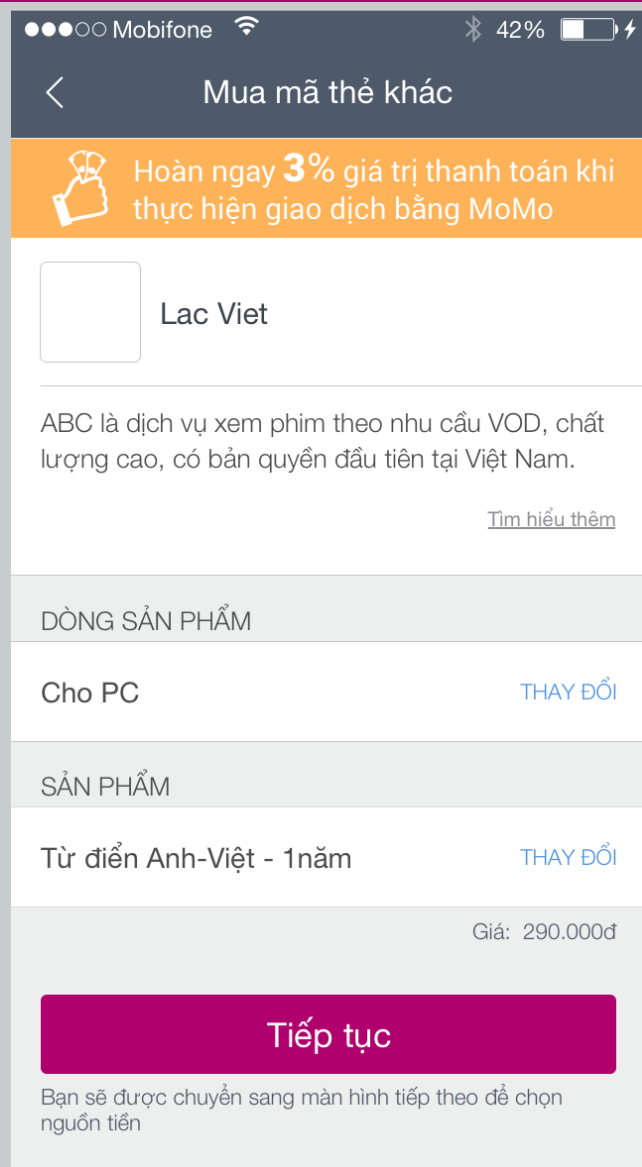 Mobifone 42%
Mua mã thẻ khác
Hoàn ngay 3% giá trị thanh toán khi
thực hiện giao dịch bằng MoMo
Lac Viet
ABC là dịch vụ xem phim theo nhu cầu VOD, chất
lượng cao, có bản quyền đầu tiên tại Việt Nam.
Tìm hiểu thêm
DÒNG SẢN PHẨM
Cho PC THAY ĐỔI
SẢN PHẨM
Từ điển Anh-Việt - 1năm THAY ĐỔI
Giá: 290.000đ
Tiếp tục
Bạn sẽ được chuyển sang màn hình tiếp theo để chọn
nguồn tiền